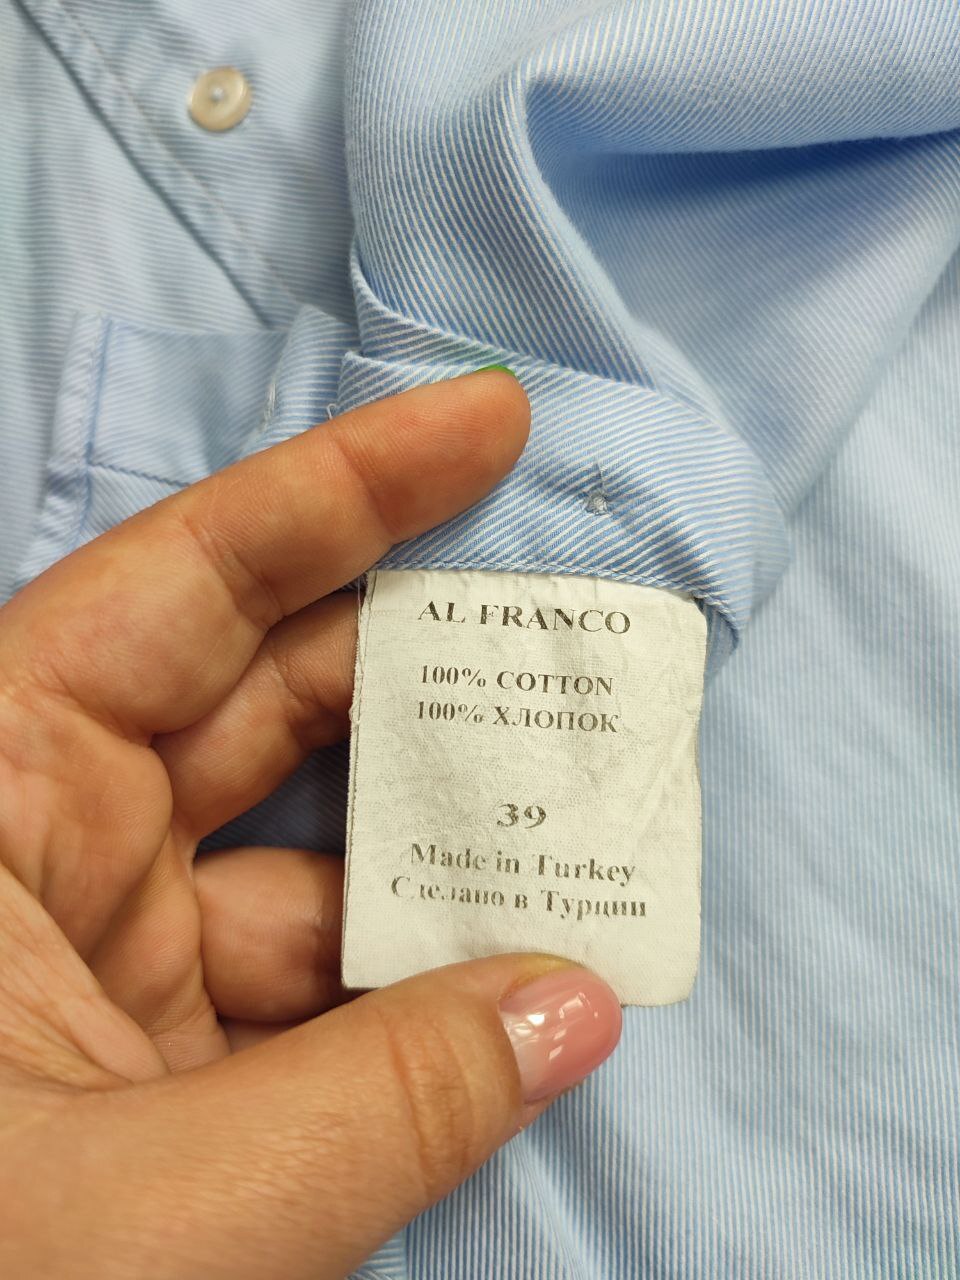 AL FRANCO
100% COTTON
100% ХЛОПОК
39
Made in Turkey
Сделано в Турции